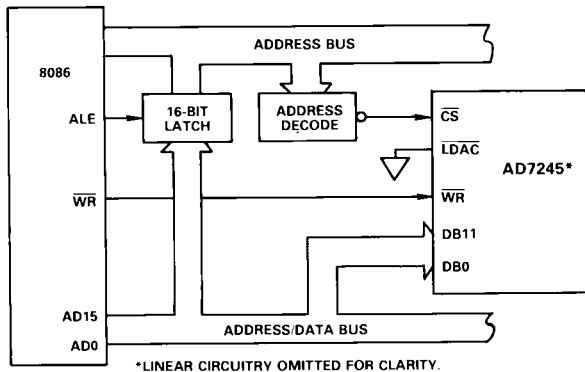 ADDRESS BUS
8086
16-BIT
LATCH
ADDRESS
DECODE
ALE
CS
LDAC
AD7245*
WR
WR
DB11
DB0
AD15
ADDRESS/DATA BUS
AD0
*LINEAR CIRCUITRY OMITTED FOR CLARITY.